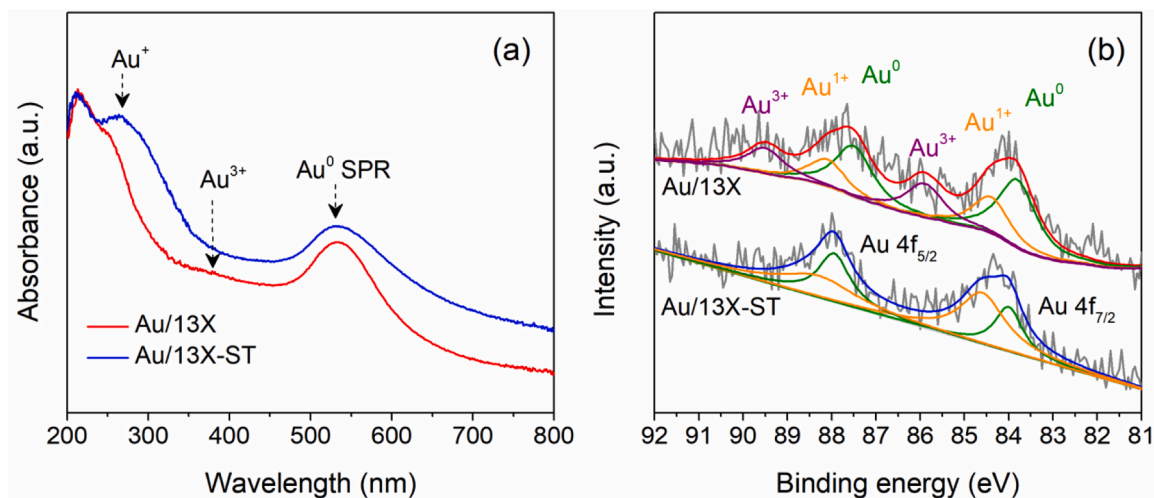 (a)
Au⁺
Au³⁺
Au⁰ SPR
Au/13X
Au/13X-ST
Absorbance (a.u.)
200 300 400 500 600 700 800
Wavelength (nm)
(b)
Au³⁺ Au¹⁺ Au⁰
Au³⁺ Au¹⁺ Au⁰
Au/13X
Au 4f₅/₂
Au/13X-ST
Au 4f₇/₂
Intensity (a.u.)
92 91 90 89 88 87 86 85 84 83 82 81
Binding energy (eV)